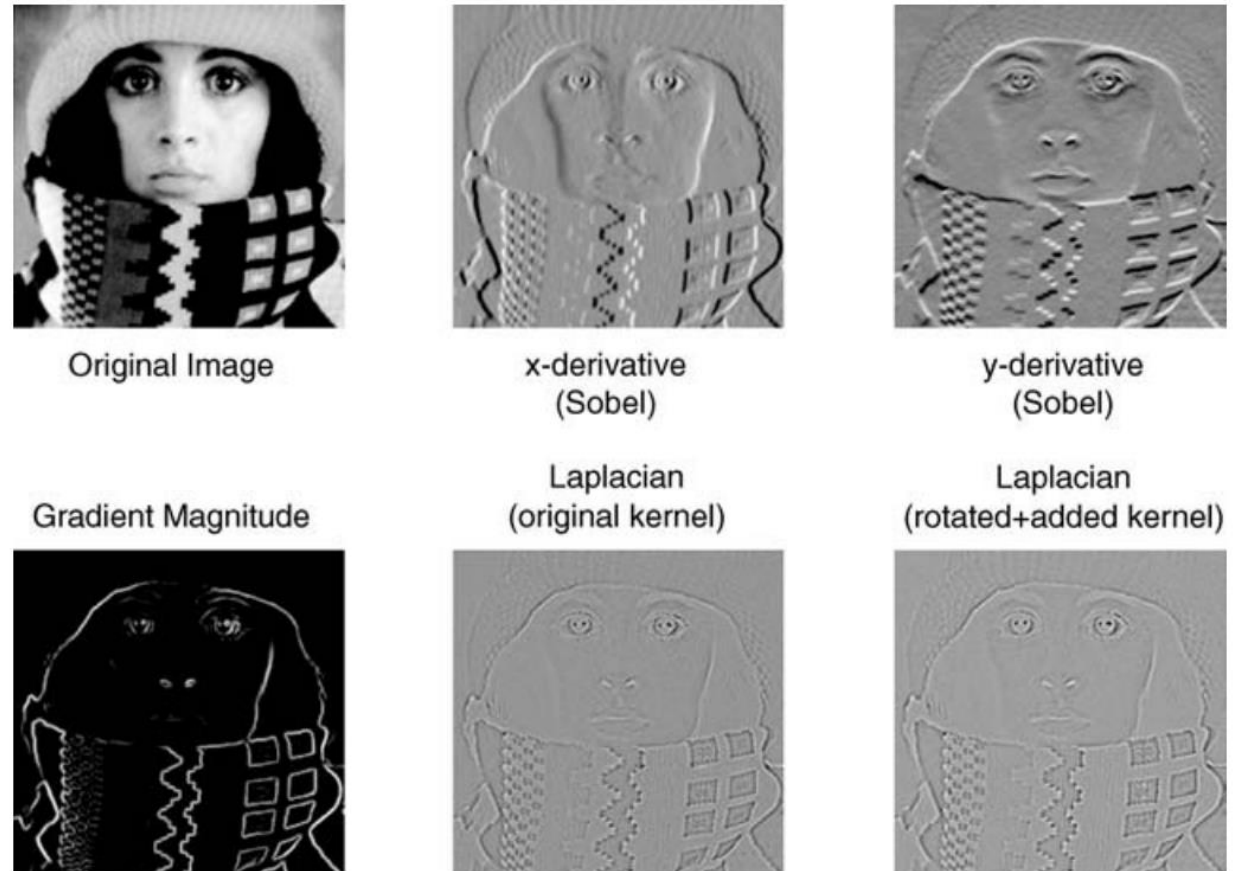 Original Image
x-derivative
(Sobel)
y-derivative
(Sobel)
Gradient Magnitude
Laplacian
(original kernel)
Laplacian
(rotated+added kernel)